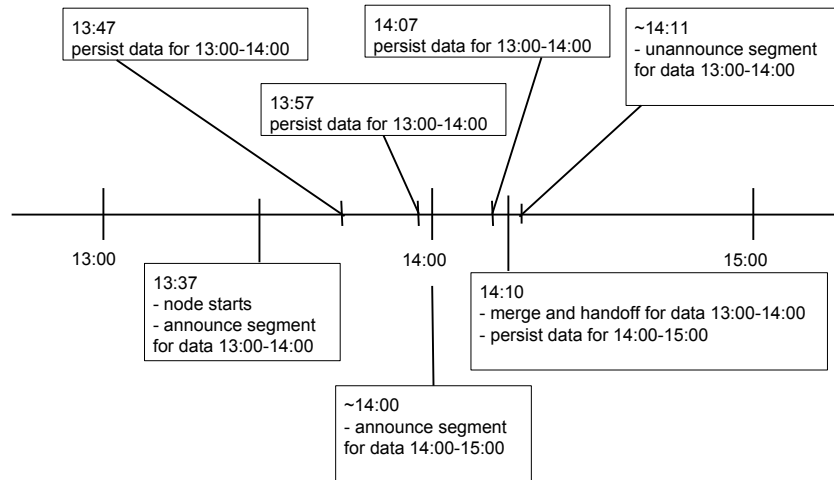 13:47
persist data for 13:00-14:00
14:07
persist data for 13:00-14:00
~14:11
- unannounce segment
for data 13:00-14:00
13:57
persist data for 13:00-14:00
13:00
14:00
15:00
13:37
- node starts
- announce segment
for data 13:00-14:00
14:10
- merge and handoff for data 13:00-14:00
- persist data for 14:00-15:00
~14:00
- announce segment
for data 14:00-15:00